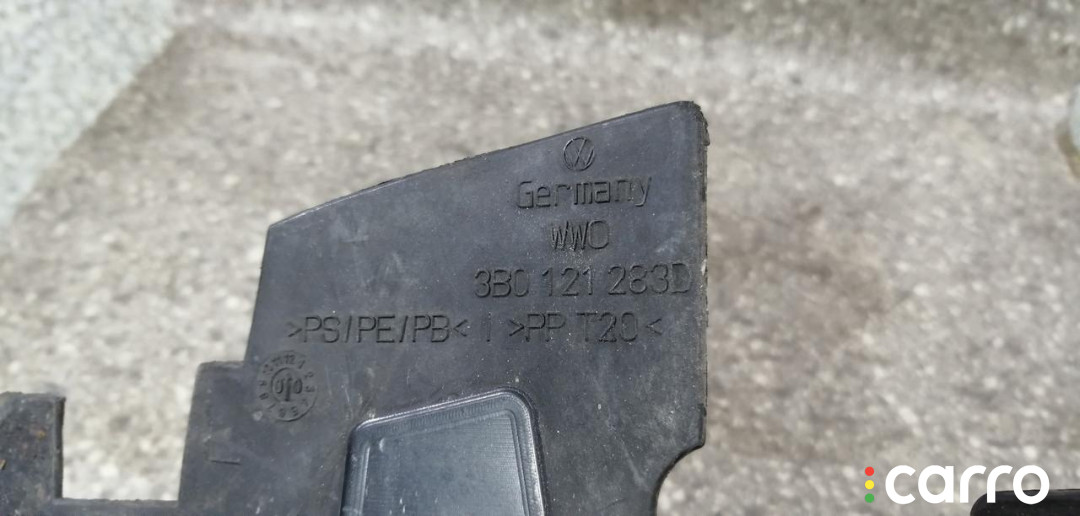 Germany
WWO
3B0 121 283D
>PS/PE/PB< | >PP T20<
carro